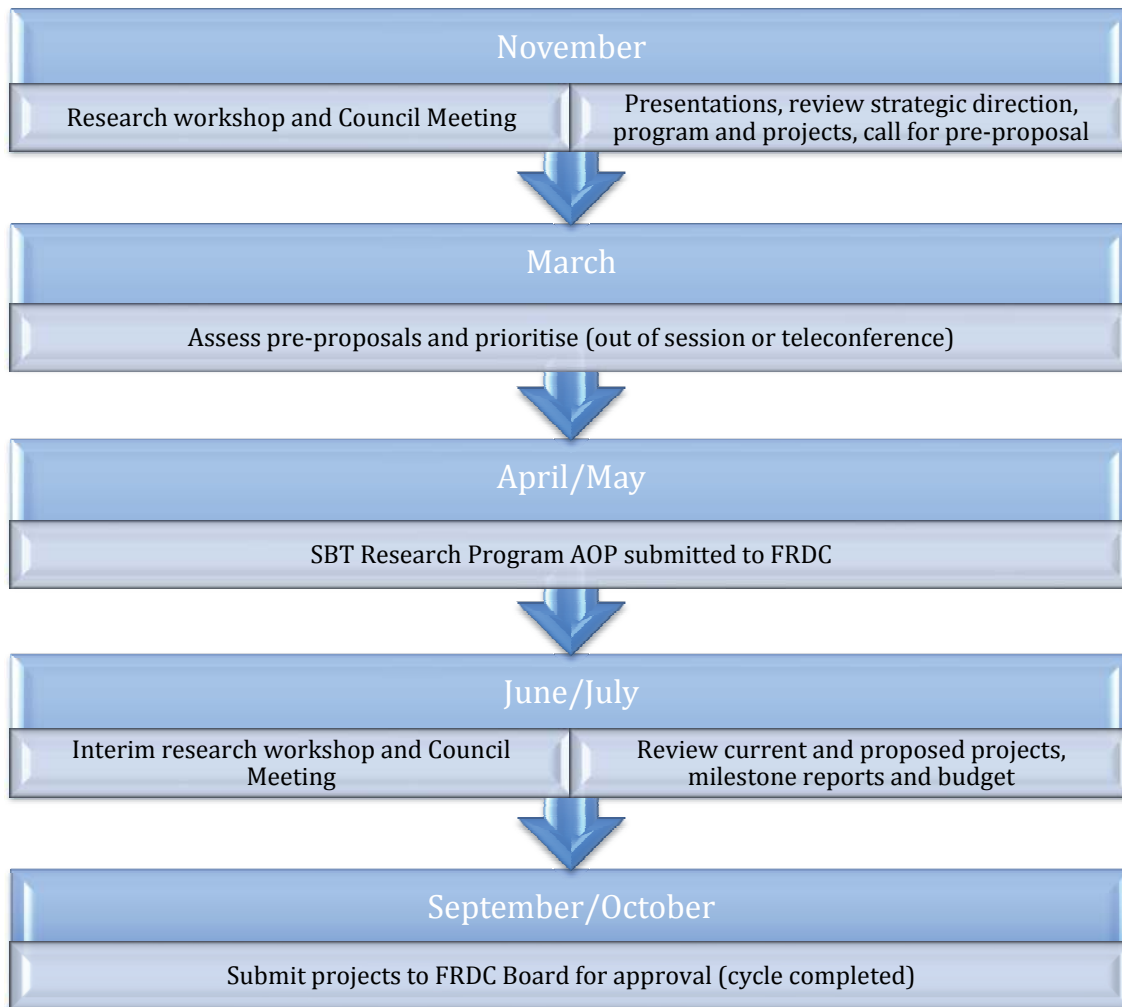 November
Research workshop and Council Meeting
Presentations, review strategic direction,
program and projects, call for pre-proposal
March
Assess pre-proposals and prioritise (out of session or teleconference)
April/May
SBT Research Program AOP submitted to FRDC
June/July
Interim research workshop and Council
Meeting
Review current and proposed projects,
milestone reports and budget
September/October
Submit projects to FRDC Board for approval (cycle completed)